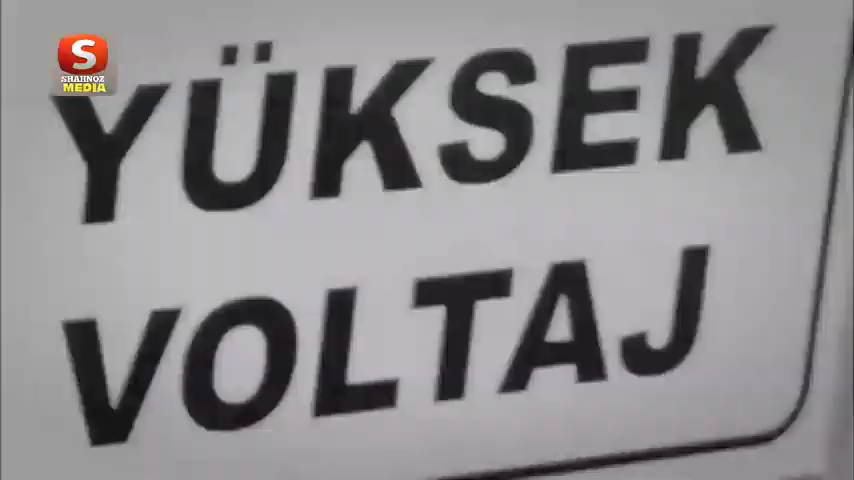 S
SHAHNOZ
MEDIA
YÜKSEK
VOLTAJ